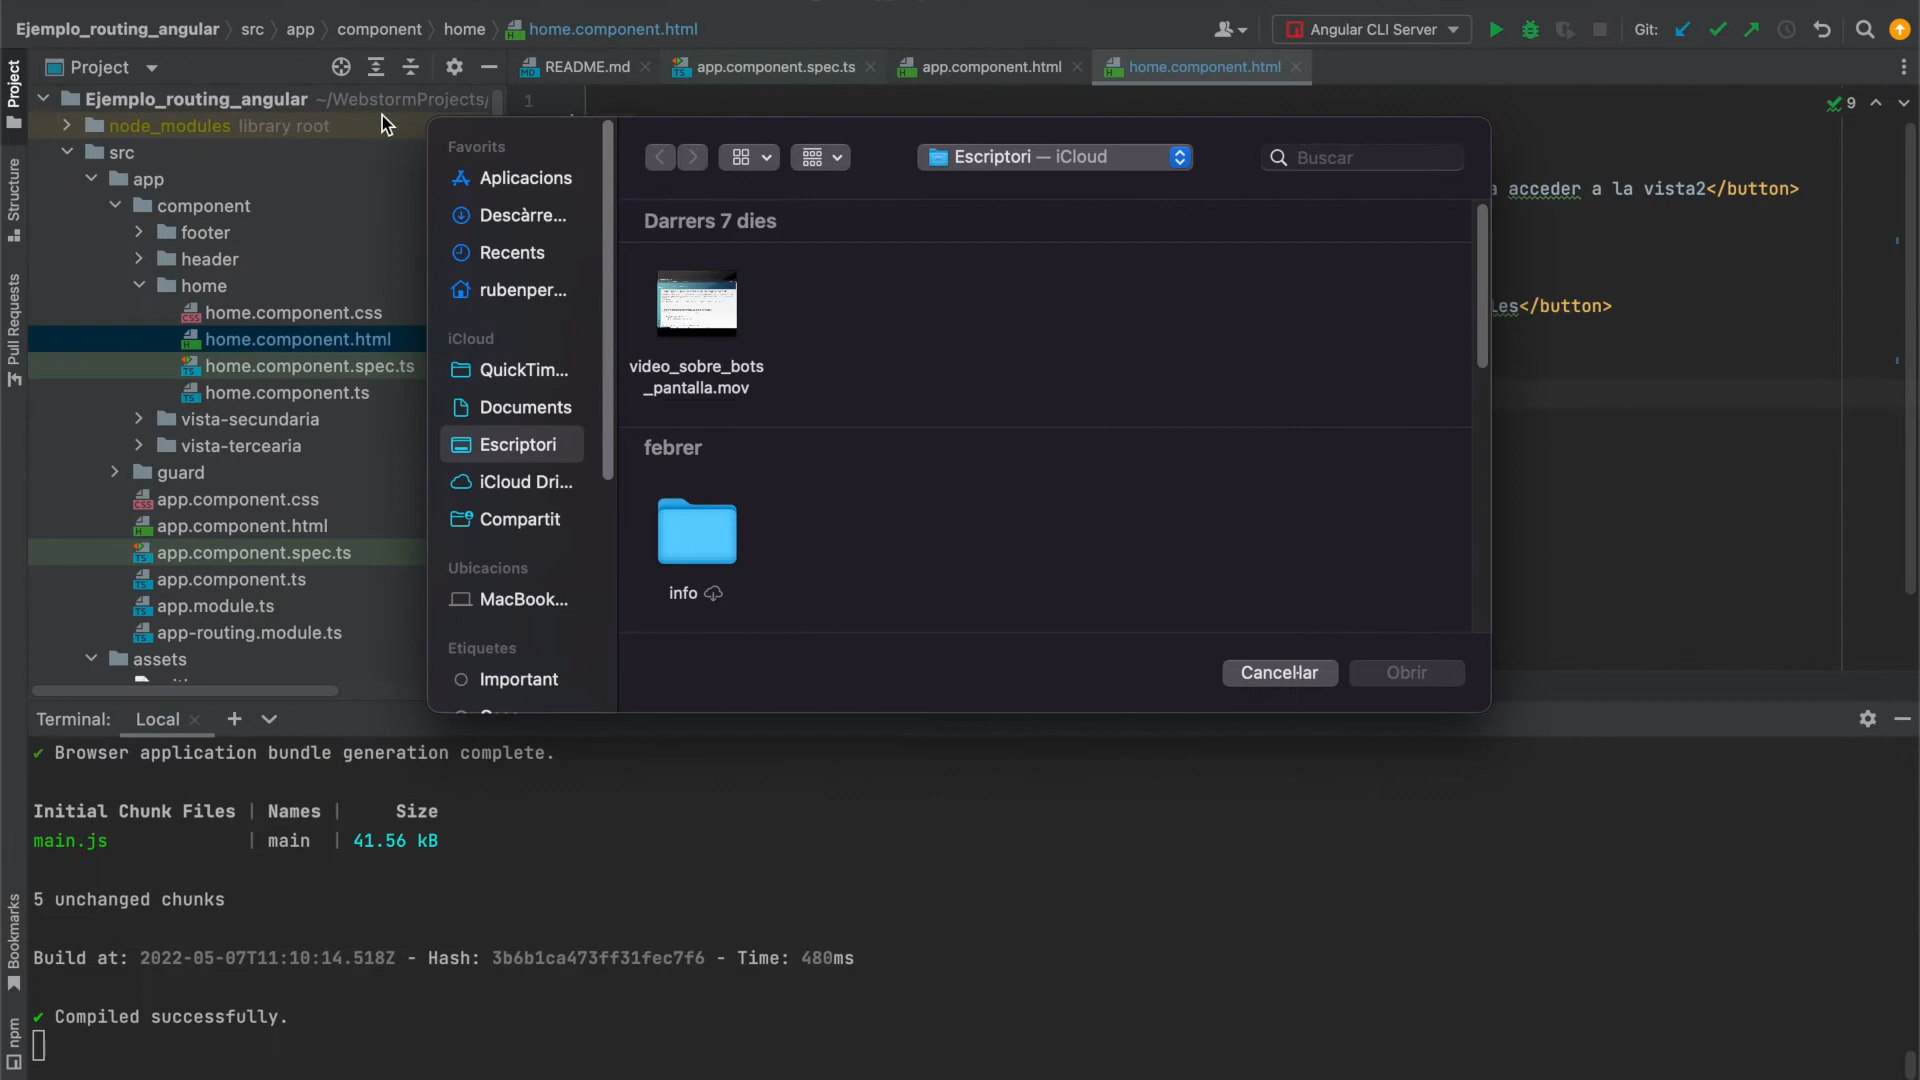 Ejemplo_routing_angular src app component home home.component.html
Angular CLI Server
Git:
Project
README.md
app.component.spec.ts
app.component.html
home.component.html
Project
Structure
Pull Requests
Bookmarks
npm
Ejemplo_routing_angular ~/WebstormProjects/
node_modules library root
src
app
component
footer
header
home
home.component.css
home.component.html
home.component.spec.ts
home.component.ts
vista-secundaria
vista-tercearia
guard
app.component.css
app.component.html
app.component.spec.ts
app.component.ts
app.module.ts
app-routing.module.ts
assets
1
9
a acceder a la vista2</button>
les</button>
Favorits
Aplicacions
Descàrre...
Recents
rubenper...
iCloud
QuickTim...
Documents
Escriptori
iCloud Dri...
Compartit
Ubicacions
MacBook...
Etiquetes
Important
Escriptori — iCloud
Buscar
Darrers 7 dies
video_sobre_bots
_pantalla.mov
febrer
info
Cancel·lar
Obrir
Terminal: Local
✔ Browser application bundle generation complete.
Initial Chunk Files | Names | Size
main.js | main | 41.56 kB
5 unchanged chunks
Build at: 2022-05-07T11:10:14.518Z - Hash: 3b6b1ca473ff31fec7f6 - Time: 480ms
✔ Compiled successfully.